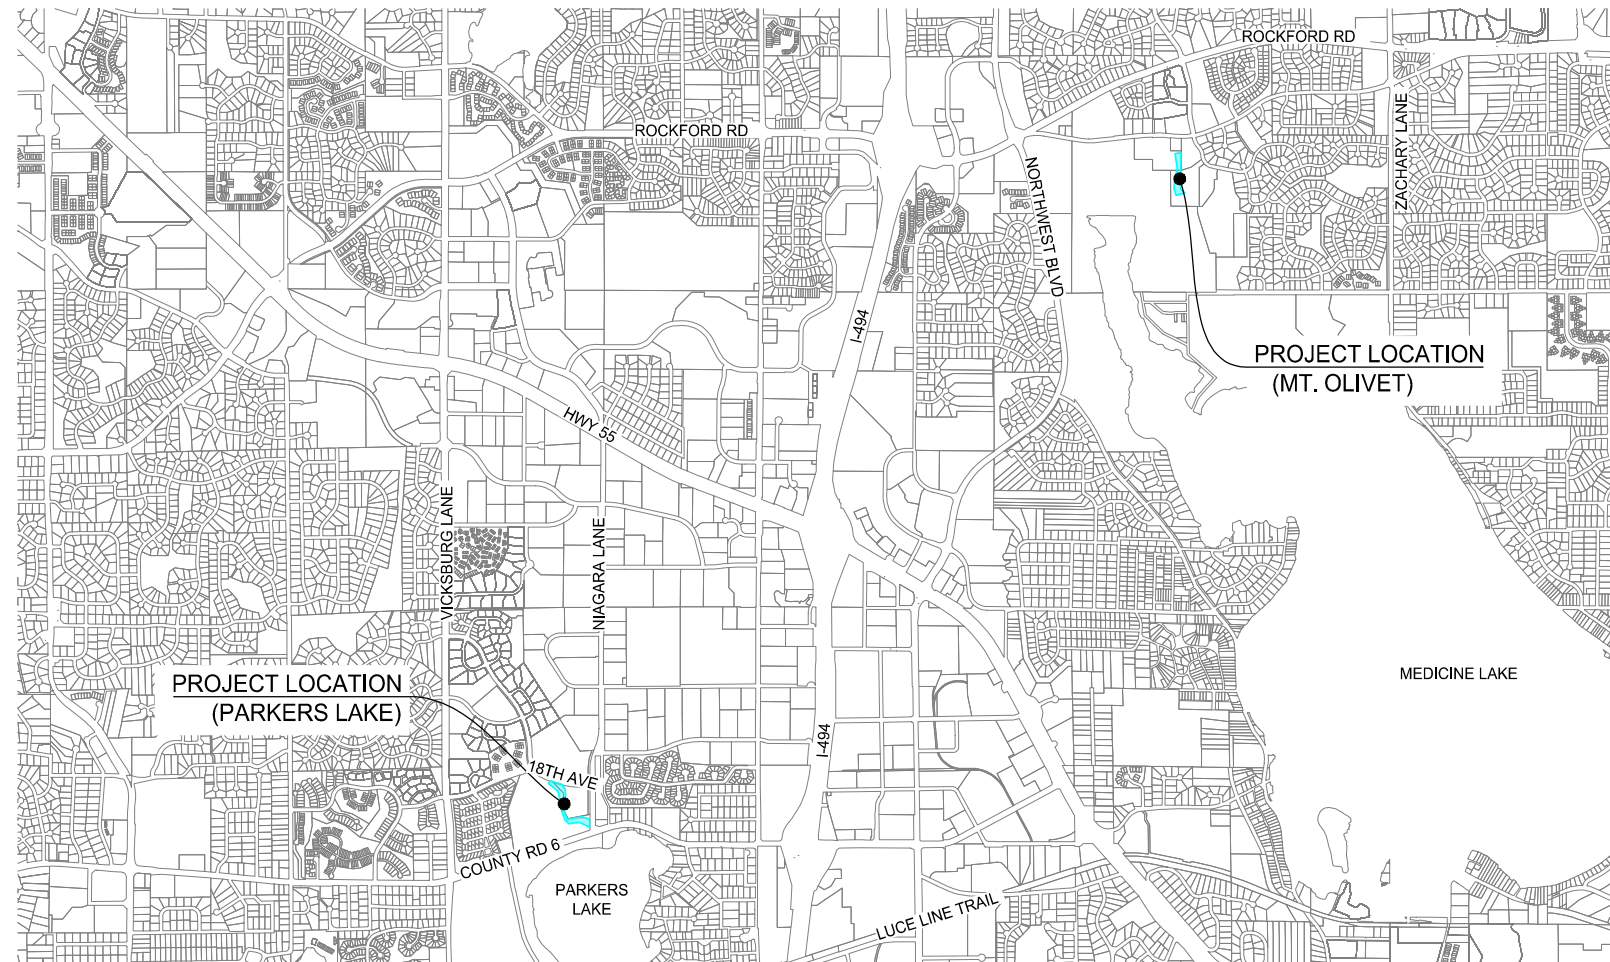 ROCKFORD RD
ROCKFORD RD
ZACHARY LANE
NORTHWEST BLVD
I-494
PROJECT LOCATION
(MT. OLIVET)
HWY 55
VICKSBURG LANE
NIAGARA LANE
MEDICINE LAKE
PROJECT LOCATION
(PARKERS LAKE)
I-494
18TH AVE
COUNTY RD 6
PARKERS
LAKE
LUCE LINE TRAIL